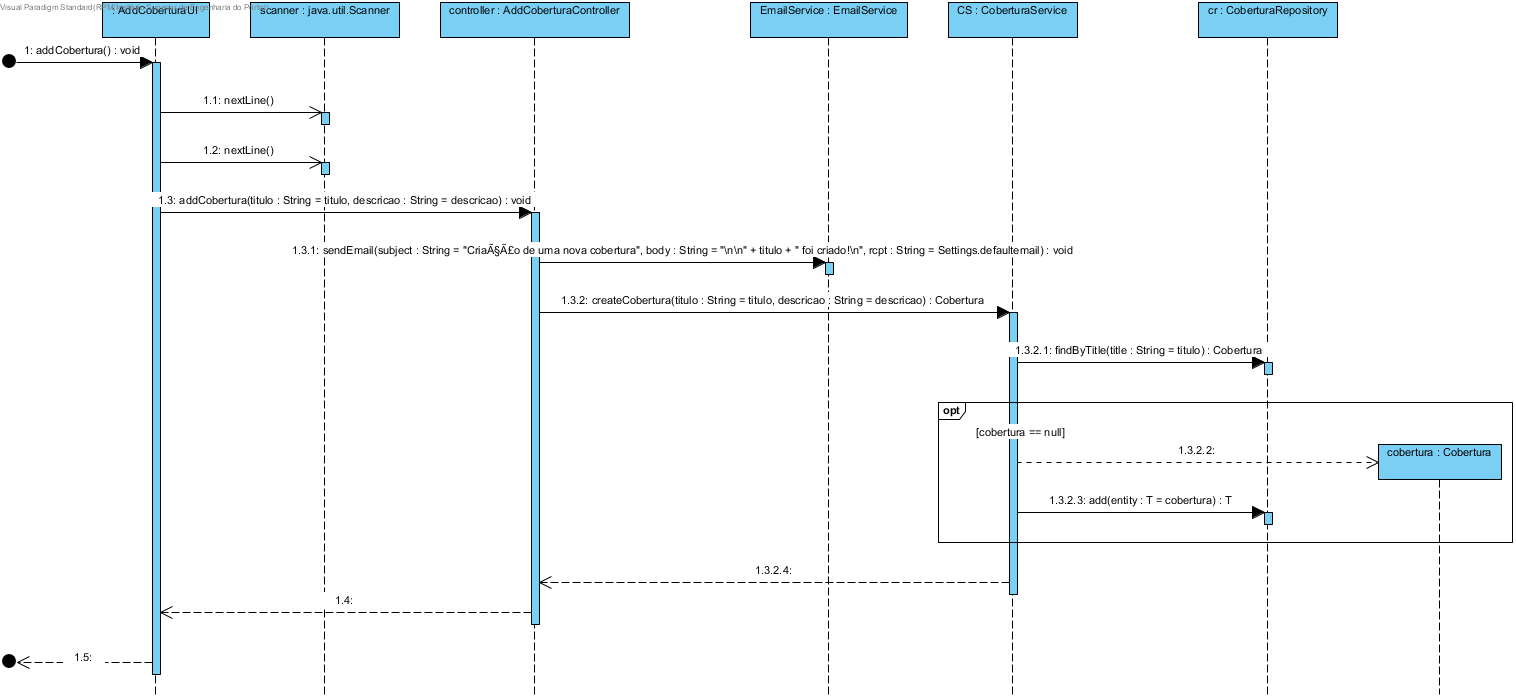 Visual Paradigm Standard(
: AddCoberturaUI
scanner : java.util.Scanner
controller : AddCoberturaController
EmailService : EmailService
CS : CoberturaService
cr : CoberturaRepository
1: addCobertura() : void
1.1: nextLine()
1.2: nextLine()
1.3: addCobertura(titulo : String = titulo, descricao : String = descricao) : void
1.3.1: sendEmail(subject : String = "CriaÃ§Ã£o de uma nova cobertura", body : String = "\n\n" + titulo + " foi criado!\n", rcpt : String = Settings.defaultemail) : void
1.3.2: createCobertura(titulo : String = titulo, descricao : String = descricao) : Cobertura
1.3.2.1: findByTitle(title : String = titulo) : Cobertura
opt
[cobertura == null]
1.3.2.2:
cobertura : Cobertura
1.3.2.3: add(entity : T = cobertura) : T
1.3.2.4:
1.4:
1.5: